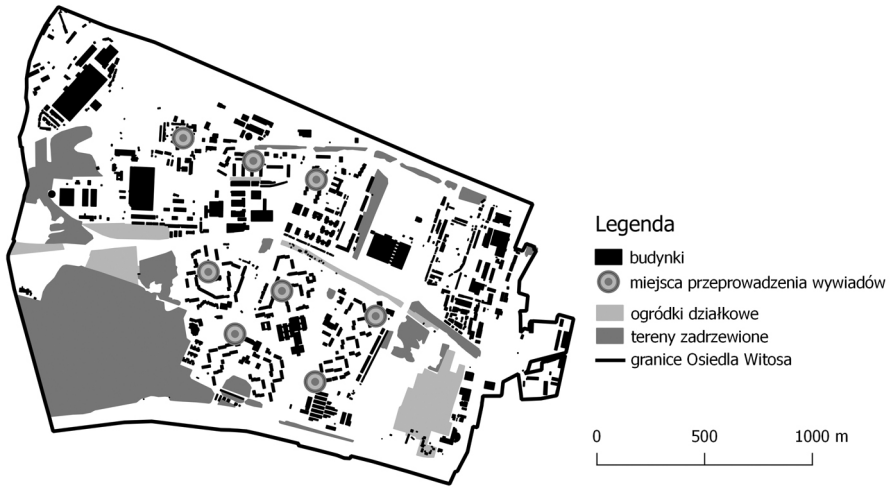 Legenda
budynki
miejsca przeprowadzenia wywiadów
ogródki działkowe
tereny zadrzewione
granice Osiedla Witosa
0 500 1000 m